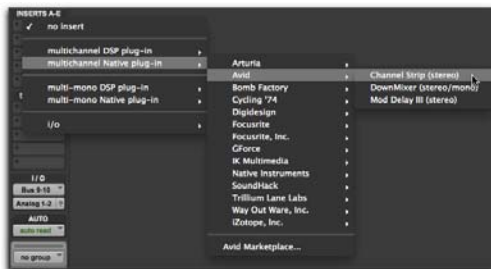 INSERTS A-E
✓ no insert
multichannel DSP plug-in
multichannel Native plug-in
multi-mono DSP plug-in
multi-mono Native plug-in
i/o
Arturia
Avid
Bomb Factory
Cycling '74
Digidesign
Focusrite
Focusrite, Inc.
GForce
IK Multimedia
Native Instruments
SoundHack
Trillium Lane Labs
Way Out Ware, Inc.
iZotope, Inc.
Avid Marketplace...
Channel Strip (stereo)
DownMixer (stereo/mono)
Mod Delay III (stereo)
I/O
Bus 9-10
Analog 1-2
AUTO
auto read
no group